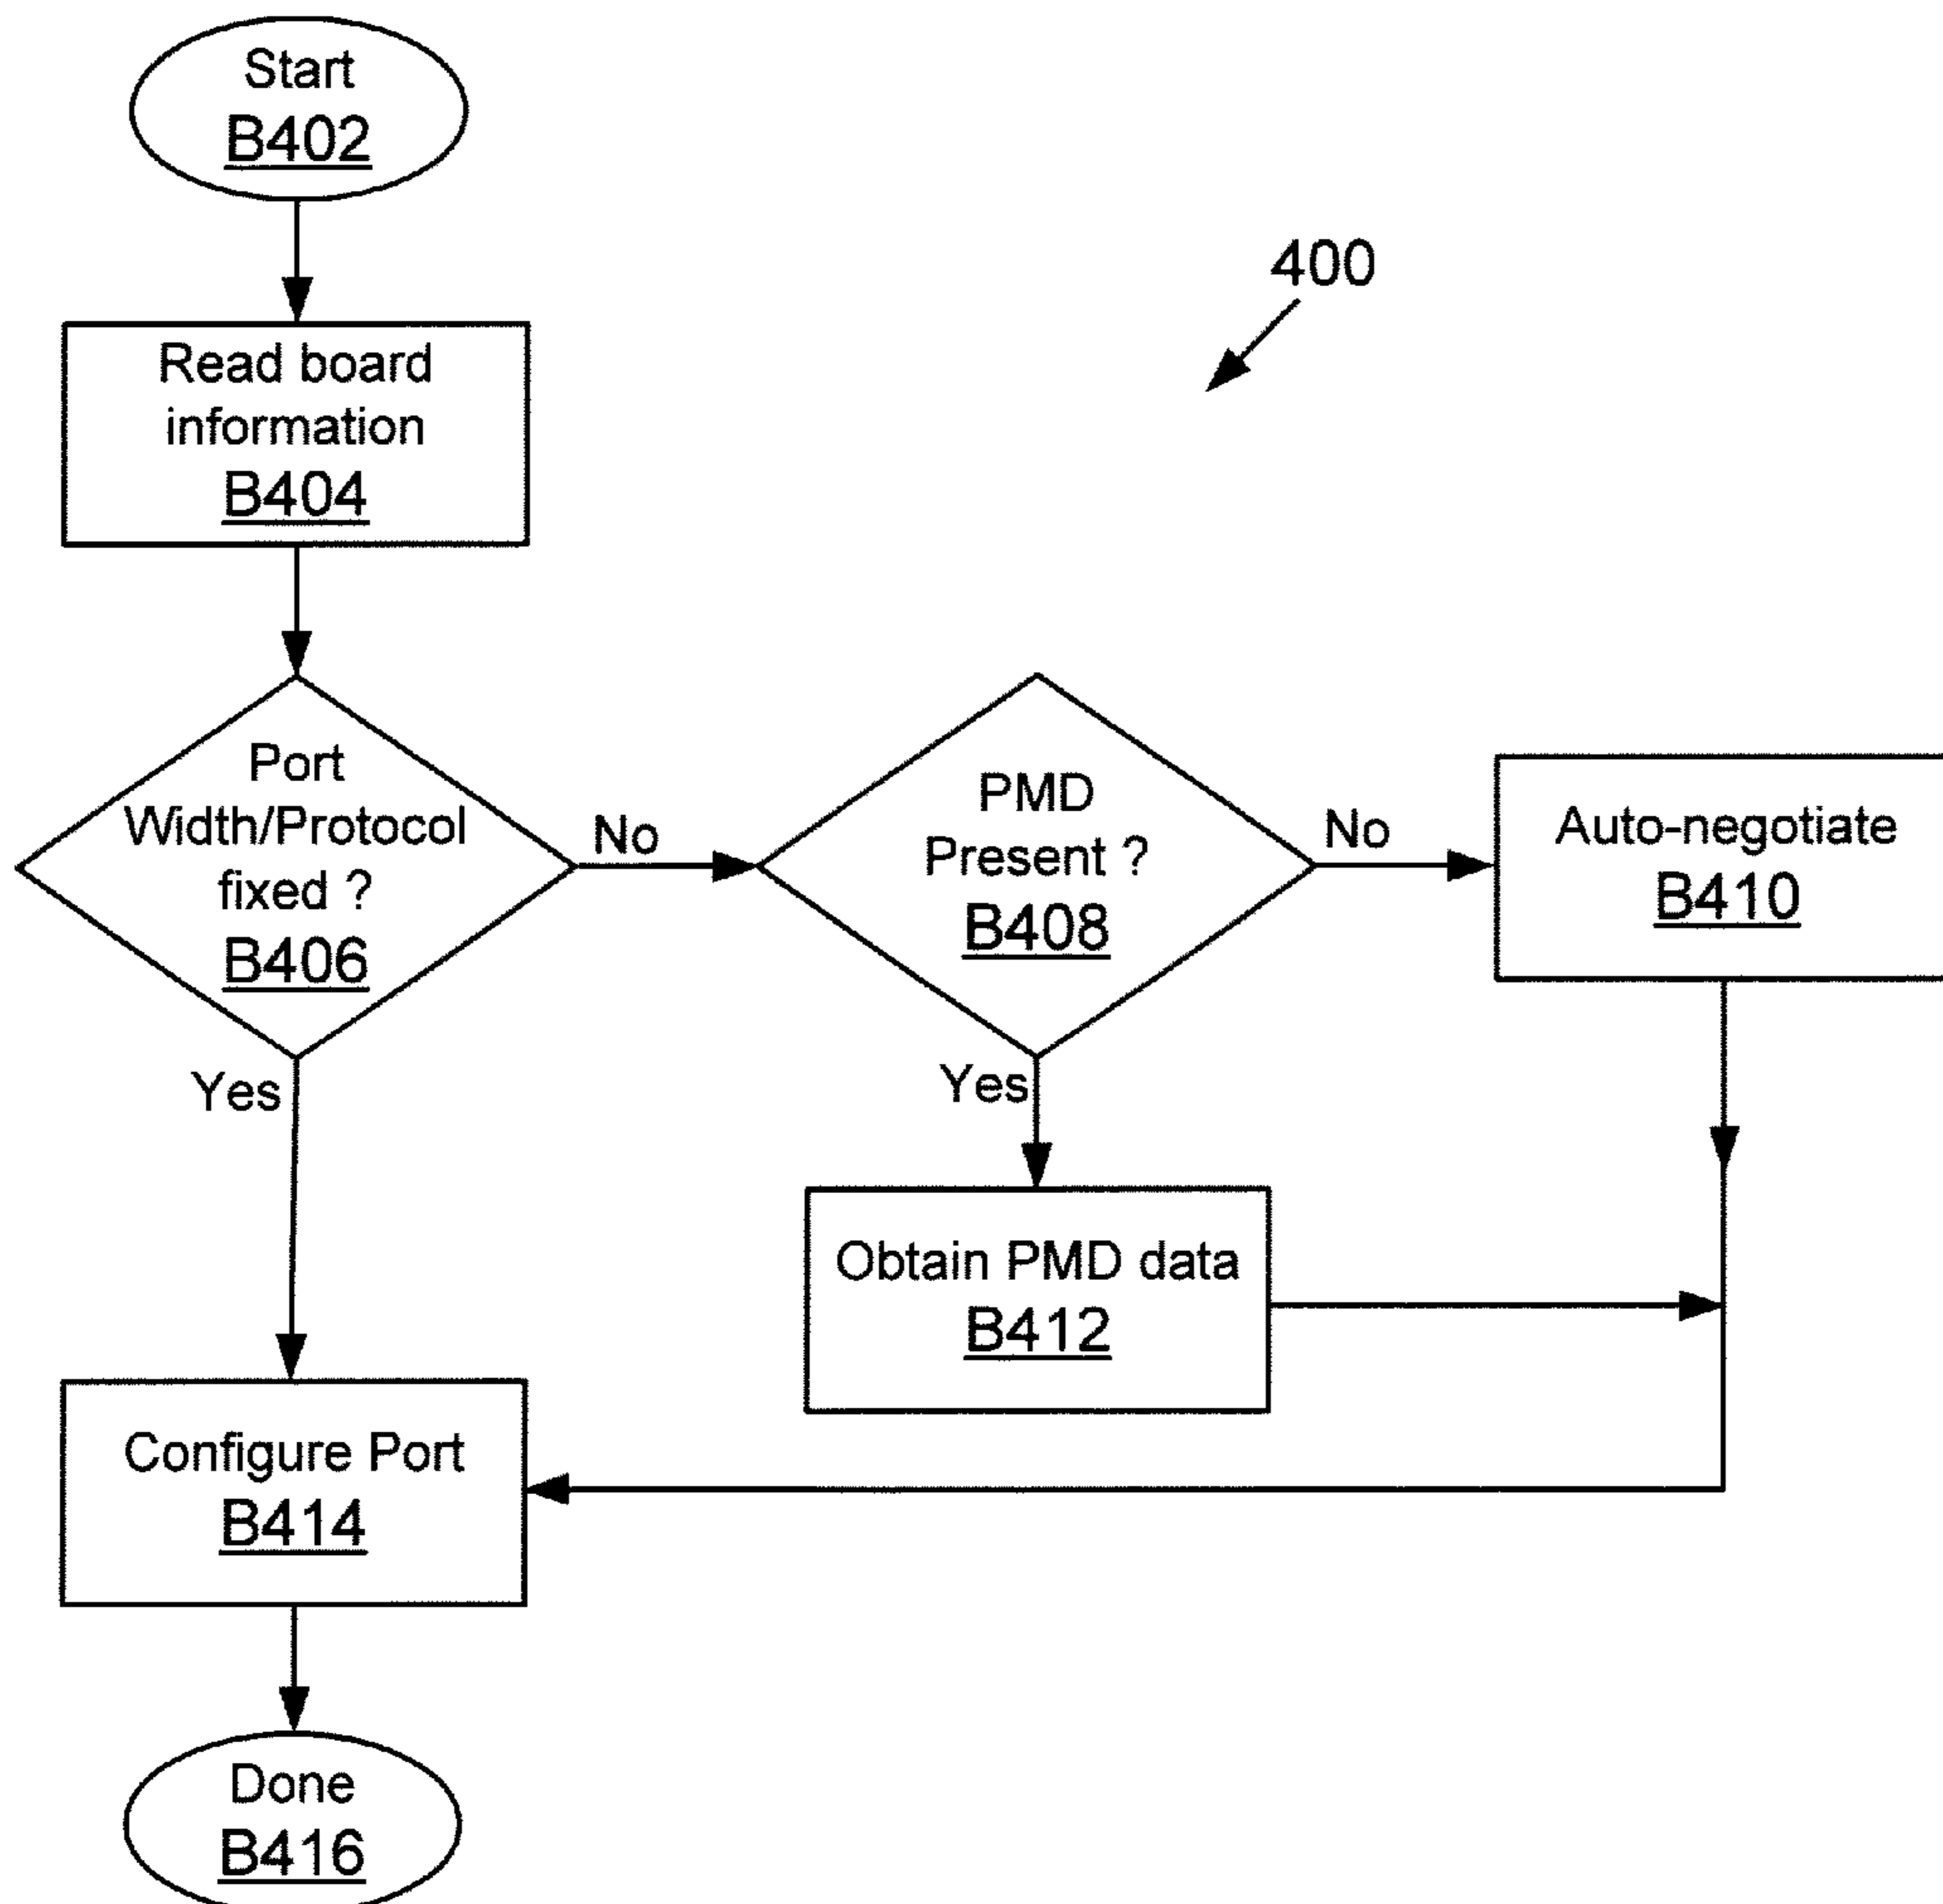 Start
B402
400
Read board
information
B404
Port
Width/Protocol
fixed ?
B406
No
PMD
Present ?
B408
No
Auto-negotiate
B410
Yes
Yes
Obtain PMD data
B412
Configure Port
B414
Done
B416